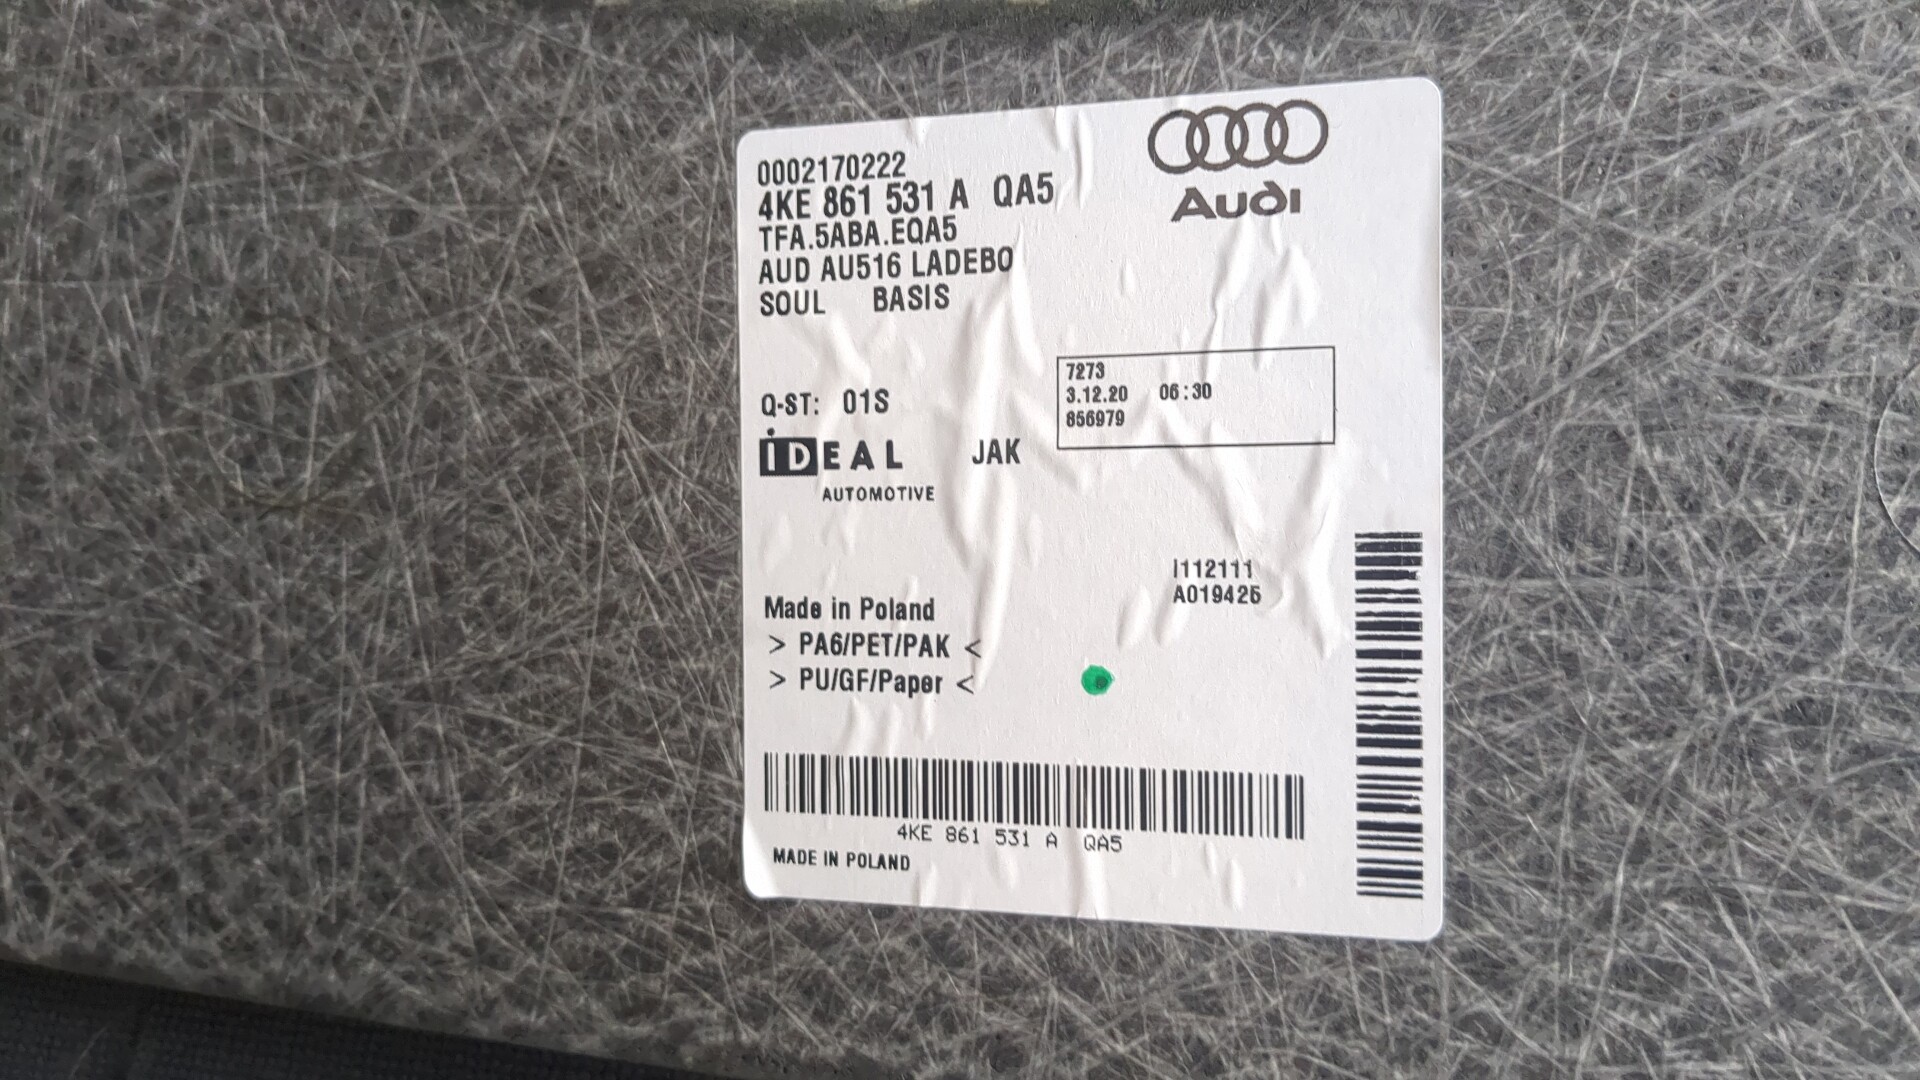 Audi
0002170222
4KE 861 531 A QA5
TFA.5ABA.EQA5
AUD AU516 LADEBO
SOUL BASIS
7273
3.12.20 06:30
856979
Q-ST: 01S
IDEAL JAK
AUTOMOTIVE
I112111
A019425
Made in Poland
> PA6/PET/PAK <
> PU/GF/Paper <
4KE 861 531 A QA5
MADE IN POLAND